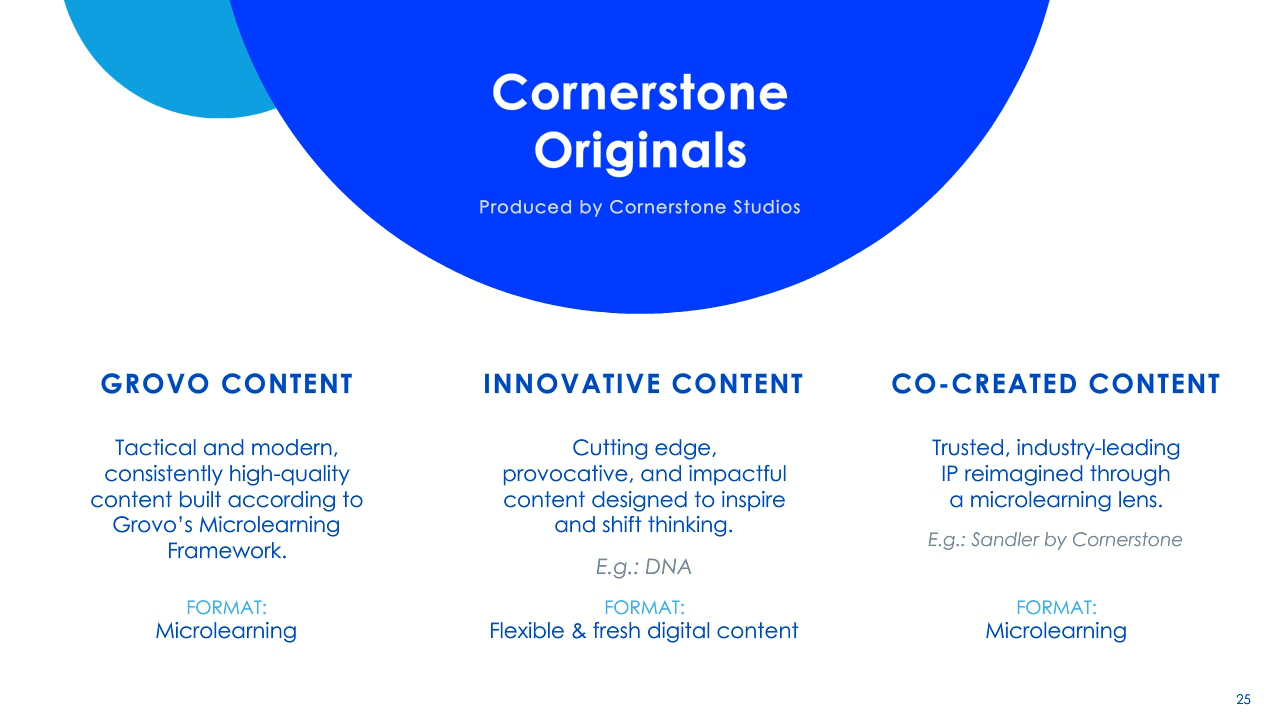 Cornerstone
Originals
Produced by Cornerstone Studios
GROVO CONTENT
Tactical and modern,
consistently high-quality
content built according to
Grovo’s Microlearning
Framework.
FORMAT:
Microlearning
INNOVATIVE CONTENT
Cutting edge,
provocative, and impactful
content designed to inspire
and shift thinking.
E.g.: DNA
FORMAT:
Flexible & fresh digital content
CO-CREATED CONTENT
Trusted, industry-leading
IP reimagined through
a microlearning lens.
E.g.: Sandler by Cornerstone
FORMAT:
Microlearning
25